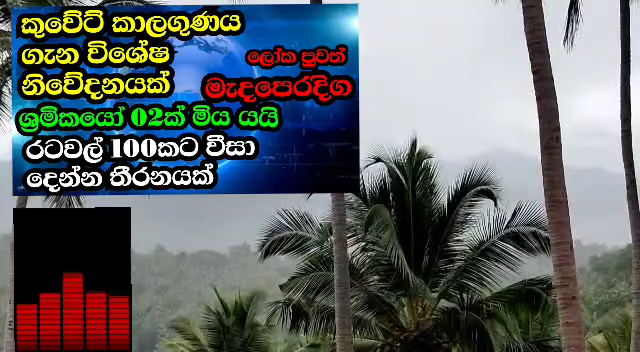 කුවේට් කාලගුණය
ගැන විශේෂ
නිවේදනයක්
ලෝක පුවත්
මැදපෙරදිග
ශ්‍රමිකයෝ 02ක් මිය යයි
රටවල් 100කට වීසා
දෙන්න තීරනයක්